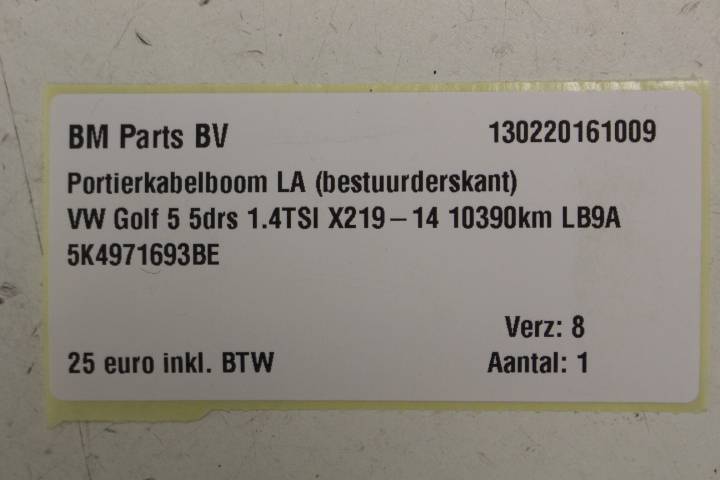 BM Parts BV 130220161009
Portierkabelboom LA (bestuurderskant)
VW Golf 5 5drs 1.4TSI X219-14 10390km LB9A
5K4971693BE
Verz: 8
25 euro inkl. BTW Aantal: 1